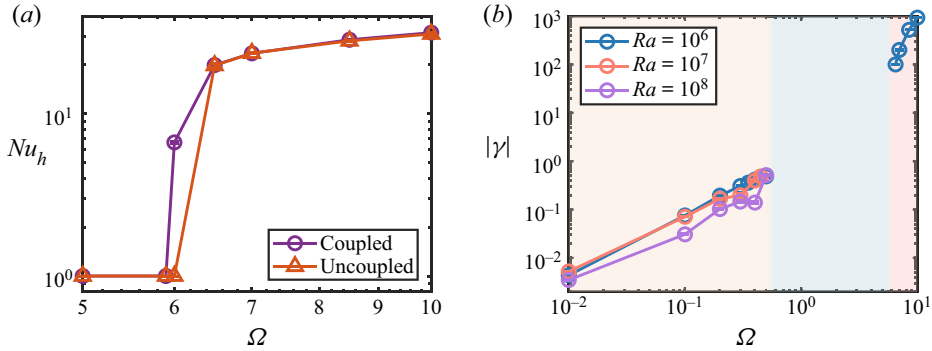 (a)
Nu_h
10^1
10^0
5
6
7
8
9
10
Ω
Coupled
Uncoupled
(b)
|γ|
10^3
10^2
10^1
10^0
10^-1
10^-2
10^-2
10^-1
10^0
10^1
Ω
Ra = 10^6
Ra = 10^7
Ra = 10^8